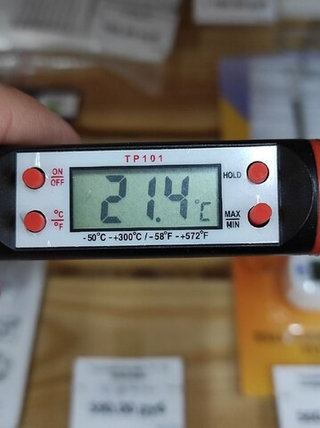 TP101
ON
OFF
21.4°C
HOLD
°C
°F
MAX
MIN
-50°C -+300°C / -58°F -+572°F